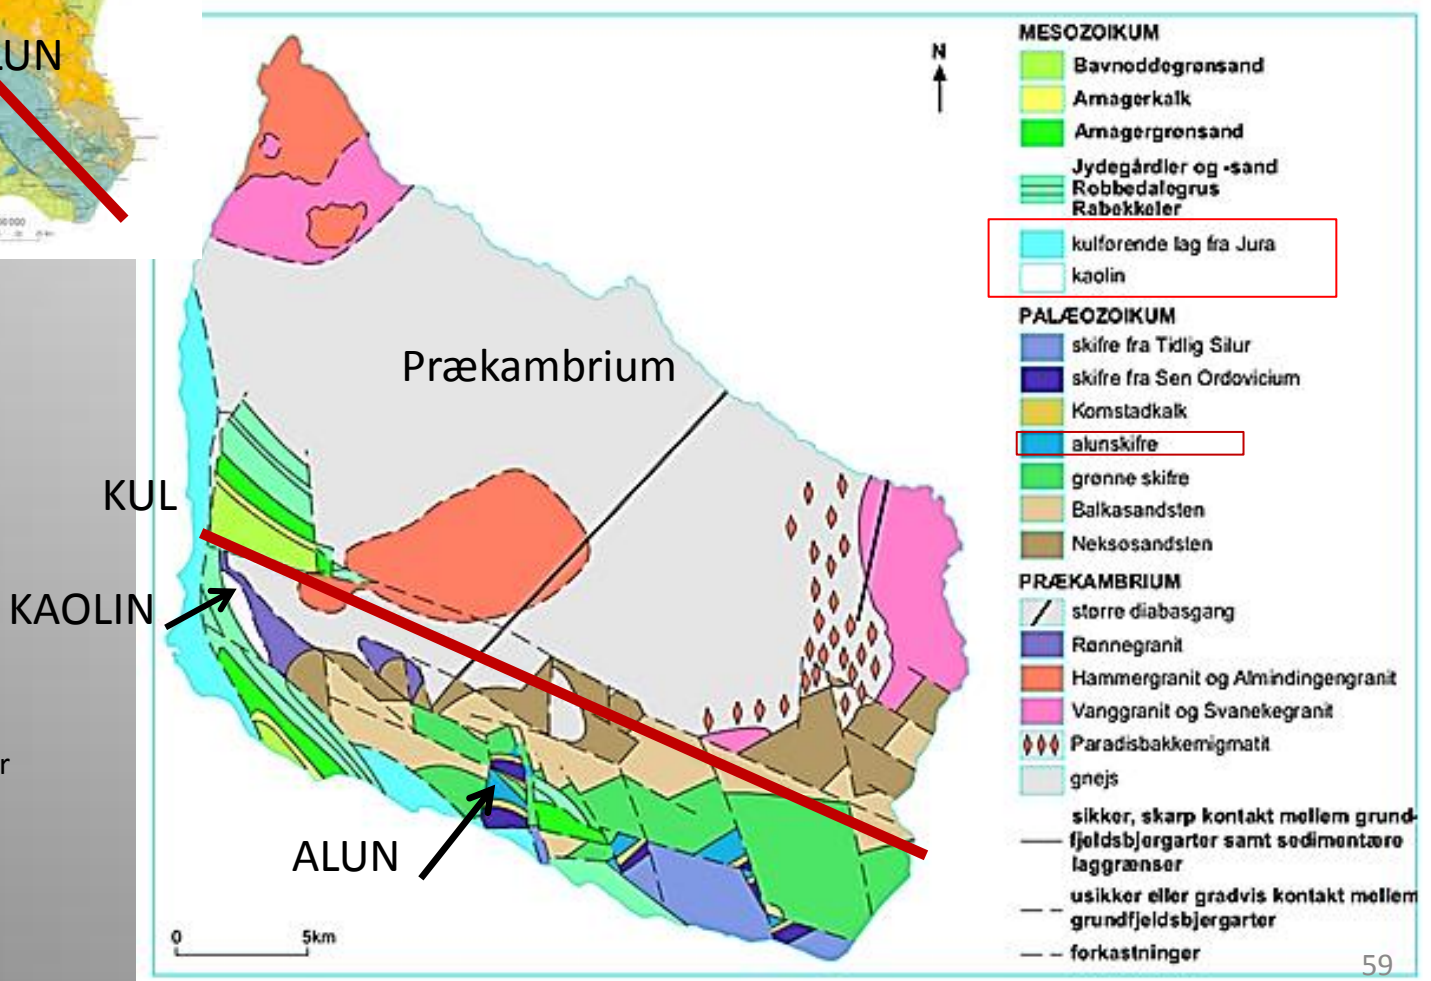 LUN
N
Prækambrium
KUL
KAOLIN
r
ALUN
0 5km
MESOZOIKUM
Bavnoddegrønsand
Arnagerkalk
Arnagergrønsand
Jydegårdler og -sand
Robbedalegrus
Rabekkeler
kulførende lag fra Jura
kaolin
PALÆOZOIKUM
skifre fra Tidlig Silur
skifre fra Sen Ordovicium
Komstadkalk
alunskifre
grønne skifre
Balkasandsten
Neksøsandsten
PRÆKAMBRIUM
større diabasgang
Rønnegranit
Hammergranit og Almindingengranit
Vanggranit og Svanekegranit
Paradisbakkemigmatit
gnejs
sikker, skarp kontakt mellem grund-
fjeldsbjergarter samt sedimentære
laggrænser
usikker eller gradvis kontakt mellem
grundfjeldsbjergarter
forkastninger
59